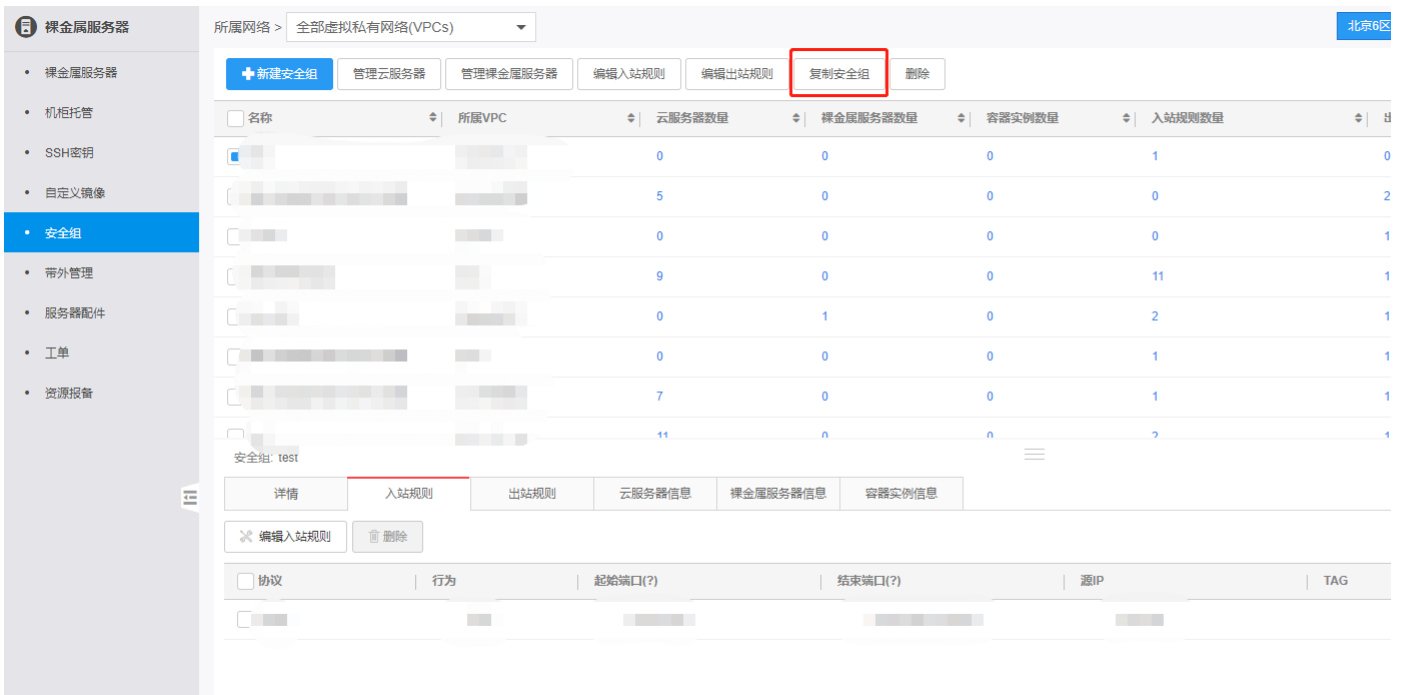 裸金属服务器
所属网络 > 全部虚拟私有网络(VPCs)
北京6区
裸金属服务器
机柜托管
SSH密钥
自定义镜像
安全组
带外管理
服务器配件
工单
资源报备
新建安全组 管理云服务器 管理裸金属服务器 编辑入站规则 编辑出站规则 复制安全组 删除
名称 所属VPC 云服务器数量 裸金属服务器数量 容器实例数量 入站规则数量
0 0 0 1 0
5 0 0 0 2
0 0 0 0 1
9 0 0 11 1
0 1 0 2 1
0 0 0 1 1
7 0 0 1 1
11 0 0 2 1
安全组: test
详情 入站规则 出站规则 云服务器信息 裸金属服务器信息 容器实例信息
编辑入站规则 删除
协议 行为 起始端口(?) 结束端口(?) 源IP TAG